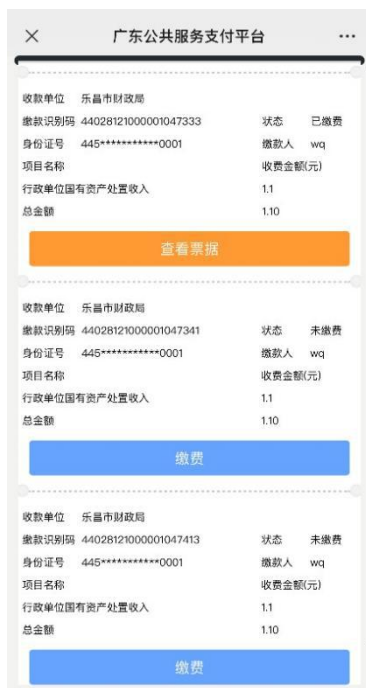 广东公共服务支付平台
收款单位 乐昌市财政局
缴款识别码 44028121000001047333 状态 已缴费
身份证号 445***********0001 缴款人 wq
项目名称 收费金额(元)
行政单位国有资产处置收入 1.1
总金额 1.10
查看票据
收款单位 乐昌市财政局
缴款识别码 44028121000001047341 状态 未缴费
身份证号 445***********0001 缴款人 wq
项目名称 收费金额(元)
行政单位国有资产处置收入 1.1
总金额 1.10
缴费
收款单位 乐昌市财政局
缴款识别码 44028121000001047413 状态 未缴费
身份证号 445***********0001 缴款人 wq
项目名称 收费金额(元)
行政单位国有资产处置收入 1.1
总金额 1.10
缴费